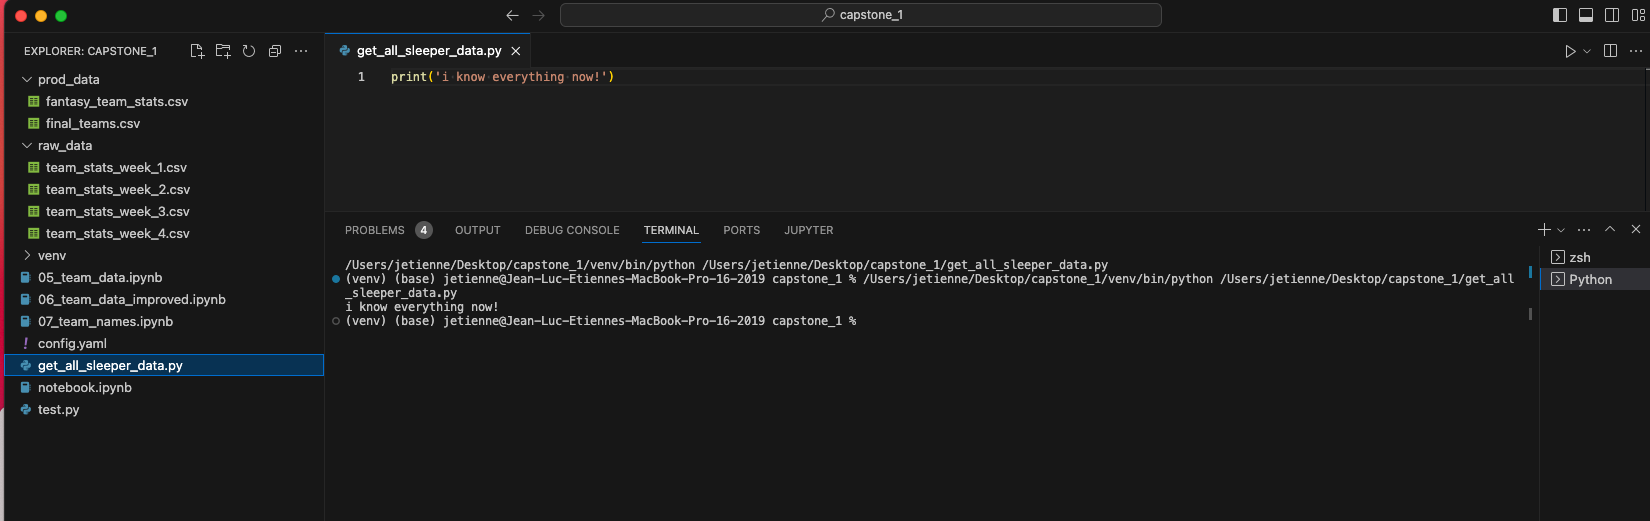 capstone_1
EXPLORER: CAPSTONE_1
prod_data
fantasy_team_stats.csv
final_teams.csv
raw_data
team_stats_week_1.csv
team_stats_week_2.csv
team_stats_week_3.csv
team_stats_week_4.csv
venv
05_team_data.ipynb
06_team_data_improved.ipynb
07_team_names.ipynb
! config.yaml
get_all_sleeper_data.py
notebook.ipynb
test.py
get_all_sleeper_data.py
1 print('i know everything now!')
PROBLEMS 4 OUTPUT DEBUG CONSOLE TERMINAL PORTS JUPYTER
/Users/jetienne/Desktop/capstone_1/venv/bin/python /Users/jetienne/Desktop/capstone_1/get_all_sleeper_data.py
(venv) (base) jetienne@Jean-Luc-Etiennes-MacBook-Pro-16-2019 capstone_1 % /Users/jetienne/Desktop/capstone_1/venv/bin/python /Users/jetienne/Desktop/capstone_1/get_all
_sleeper_data.py
i know everything now!
(venv) (base) jetienne@Jean-Luc-Etiennes-MacBook-Pro-16-2019 capstone_1 %
zsh
Python